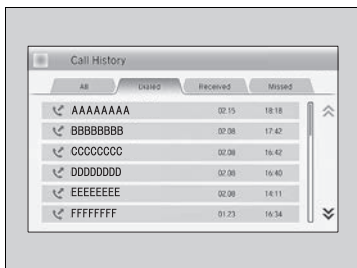 Call History
All Dialed Received Missed
AAAAAAAA 02.15 18:18
BBBBBBBB 02.08 17:42
CCCCCCCC 02.08 16:42
DDDDDDDD 02.08 16:40
EEEEEEEE 02.08 14:11
FFFFFFFF 01.23 16:34